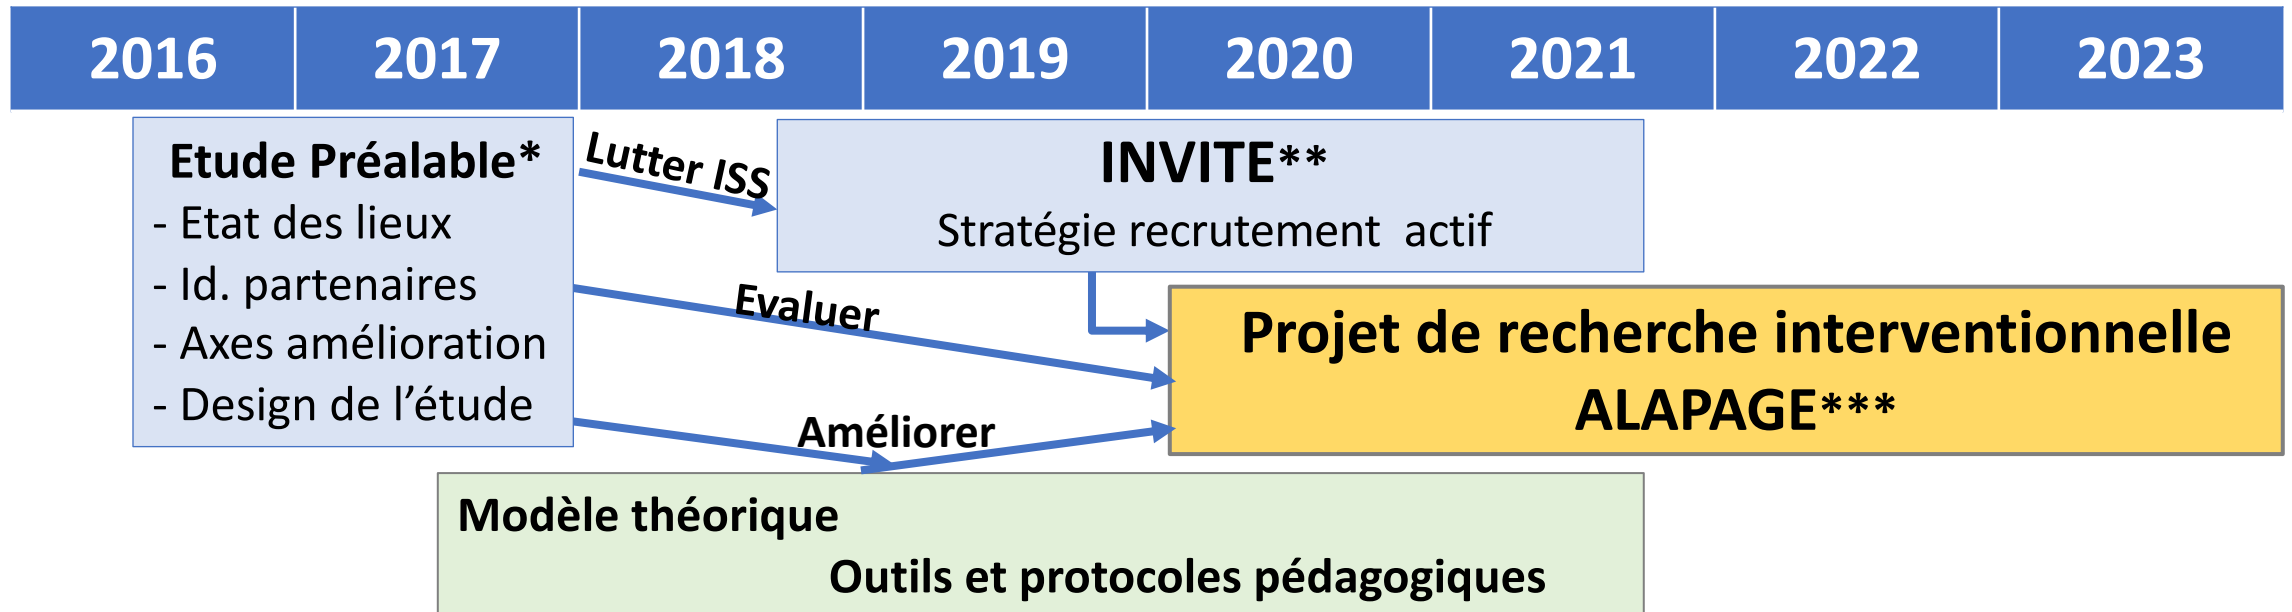 2016 2017 2018 2019 2020 2021 2022 2023
Etude Préalable*
- Etat des lieux
- Id. partenaires
- Axes amélioration
- Design de l’étude
Lutter ISS
INVITE**
Stratégie recrutement actif
Evaluer
Projet de recherche interventionnelle
ALAPAGE***
Améliorer
Modèle théorique
Outils et protocoles pédagogiques